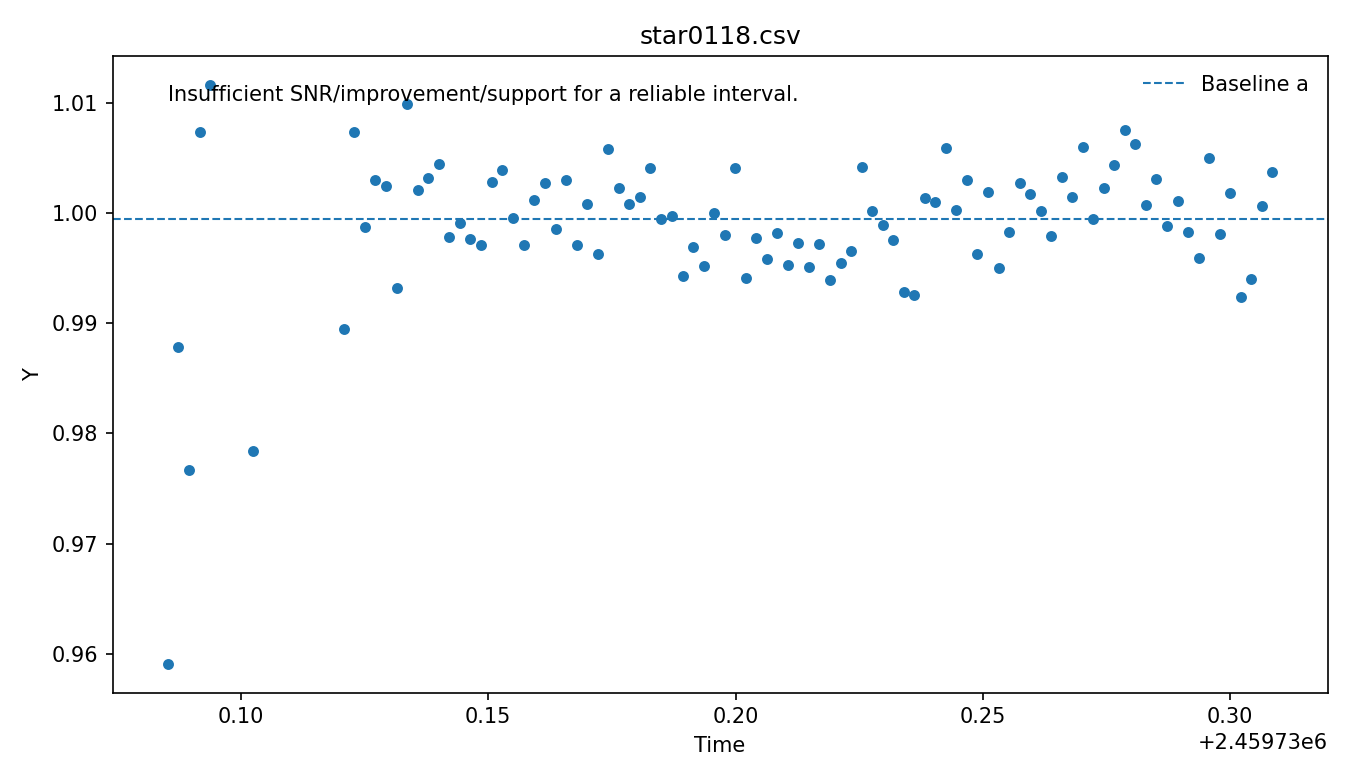 star0118.csv
Insufficient SNR/improvement/support for a reliable interval.
Baseline a
1.01
1.00
0.99
0.98
0.97
0.96
Y
0.10 0.15 0.20 0.25 0.30
Time
+2.45973e6